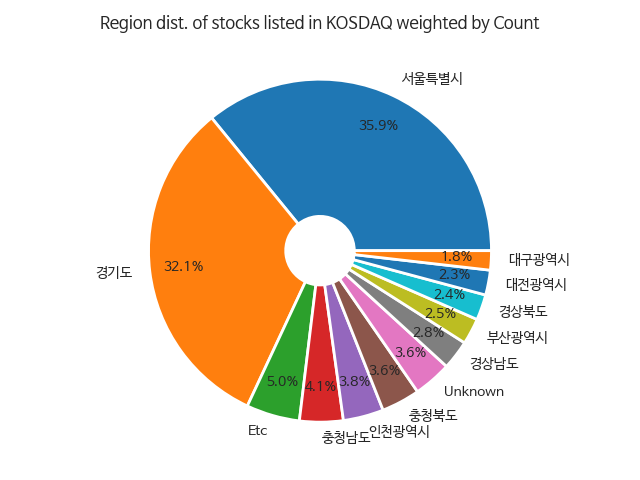 Region dist. of stocks listed in KOSDAQ weighted by Count
서울특별시
35.9%
경기도
32.1%
Etc
5.0%
충청남도
4.1%
인천광역시
3.8%
충청북도
3.6%
Unknown
3.6%
경상남도
2.8%
부산광역시
2.5%
경상북도
2.4%
대전광역시
2.3%
대구광역시
1.8%